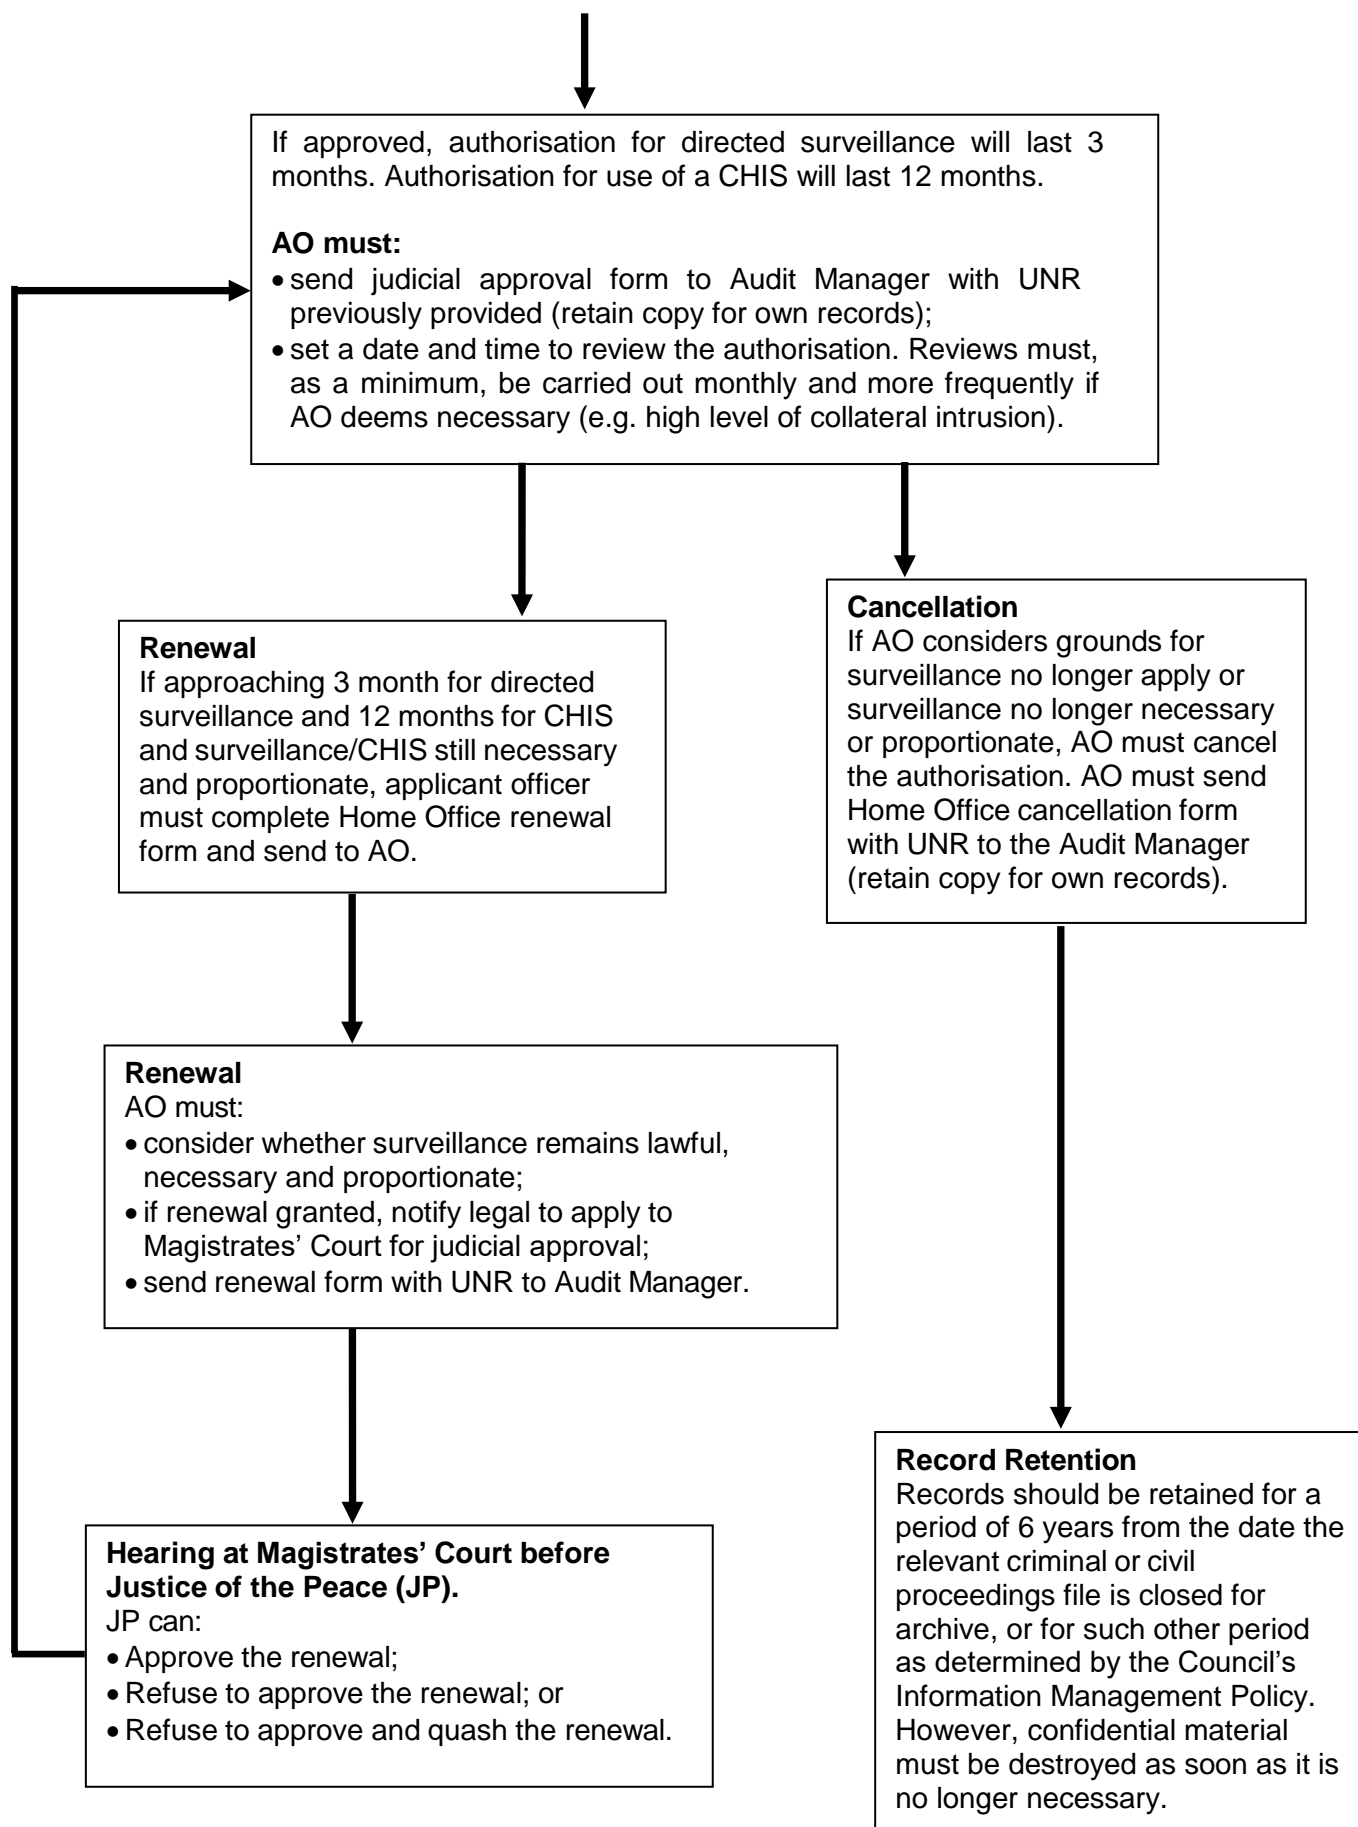 If approved, authorisation for directed surveillance will last 3
months. Authorisation for use of a CHIS will last 12 months.
AO must:
• send judicial approval form to Audit Manager with UNR
previously provided (retain copy for own records);
• set a date and time to review the authorisation. Reviews must,
as a minimum, be carried out monthly and more frequently if
AO deems necessary (e.g. high level of collateral intrusion).
Renewal
If approaching 3 month for directed
surveillance and 12 months for CHIS
and surveillance/CHIS still necessary
and proportionate, applicant officer
must complete Home Office renewal
form and send to AO.
Cancellation
If AO considers grounds for
surveillance no longer apply or
surveillance no longer necessary
or proportionate, AO must cancel
the authorisation. AO must send
Home Office cancellation form
with UNR to the Audit Manager
(retain copy for own records).
Renewal
AO must:
• consider whether surveillance remains lawful,
necessary and proportionate;
• if renewal granted, notify legal to apply to
Magistrates’ Court for judicial approval;
• send renewal form with UNR to Audit Manager.
Hearing at Magistrates’ Court before
Justice of the Peace (JP).
JP can:
• Approve the renewal;
• Refuse to approve the renewal; or
• Refuse to approve and quash the renewal.
Record Retention
Records should be retained for a
period of 6 years from the date the
relevant criminal or civil
proceedings file is closed for
archive, or for such other period
as determined by the Council’s
Information Management Policy.
However, confidential material
must be destroyed as soon as it is
no longer necessary.